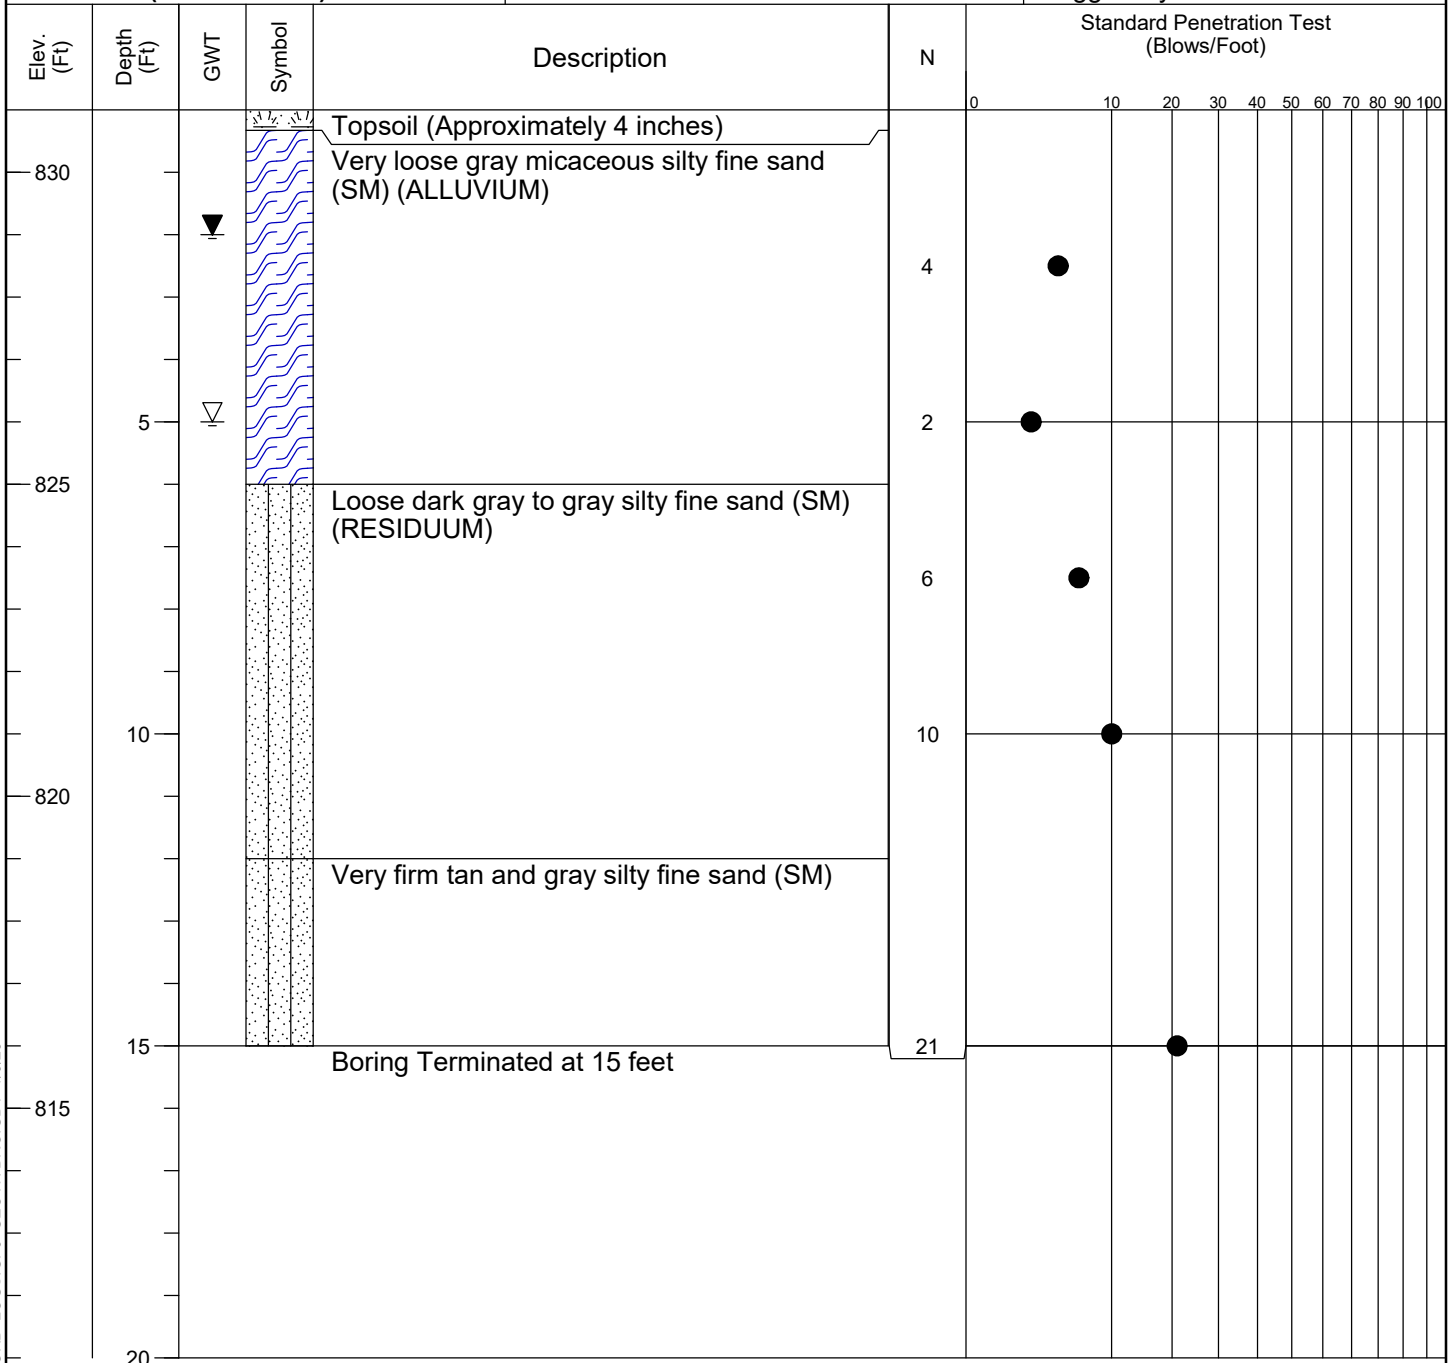 Standard Penetration Test
(Blows/Foot)
Elev.
(Ft)
Depth
(Ft)
GWT
Symbol
Description
N
0 10 20 30 40 50 60 70 80 90 100
Topsoil (Approximately 4 inches)
Very loose gray micaceous silty fine sand
(SM) (ALLUVIUM)
830
4
5
2
825
Loose dark gray to gray silty fine sand (SM)
(RESIDUUM)
6
10
10
820
Very firm tan and gray silty fine sand (SM)
15
21
Boring Terminated at 15 feet
815
20